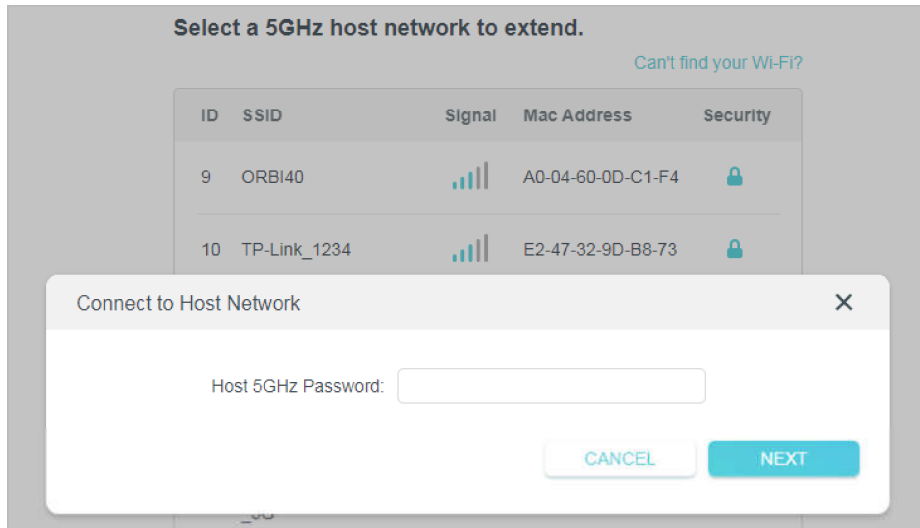 Select a 5GHz host network to extend.
Can't find your Wi-Fi?
ID SSID Signal Mac Address Security
9 ORBI40 A0-04-60-0D-C1-F4
10 TP-Link_1234 E2-47-32-9D-B8-73
Connect to Host Network
Host 5GHz Password:
CANCEL NEXT